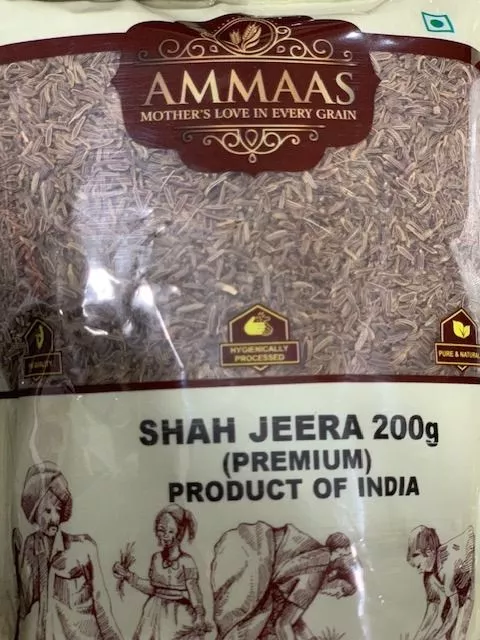 AMMAAS
MOTHER'S LOVE IN EVERY GRAIN
HYGIENICALLY
PROCESSED
PURE & NATURAL
SHAH JEERA 200g
(PREMIUM)
PRODUCT OF INDIA